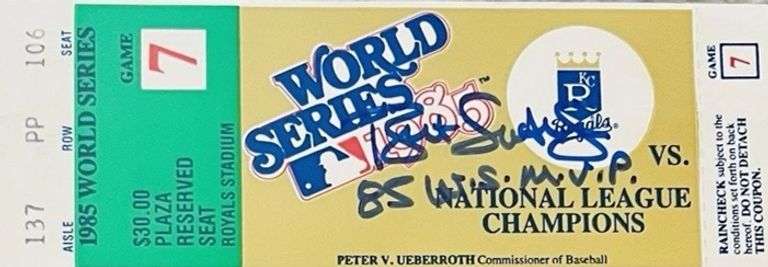 137 PP 106
AISLE ROW SEAT
1985 WORLD SERIES
GAME
7
$30.00
PLAZA
RESERVED
SEAT
ROYALS STADIUM
WORLD
SERIES
1985
TM
KC
R
Royals
VS.
NATIONAL LEAGUE
CHAMPIONS
85 W.S. M.V.P.
PETER V. UEBERROTH Commissioner of Baseball
GAME
7
RAINCHECK subject to the
conditions set forth on back
hereof. DO NOT DETACH
THIS COUPON.